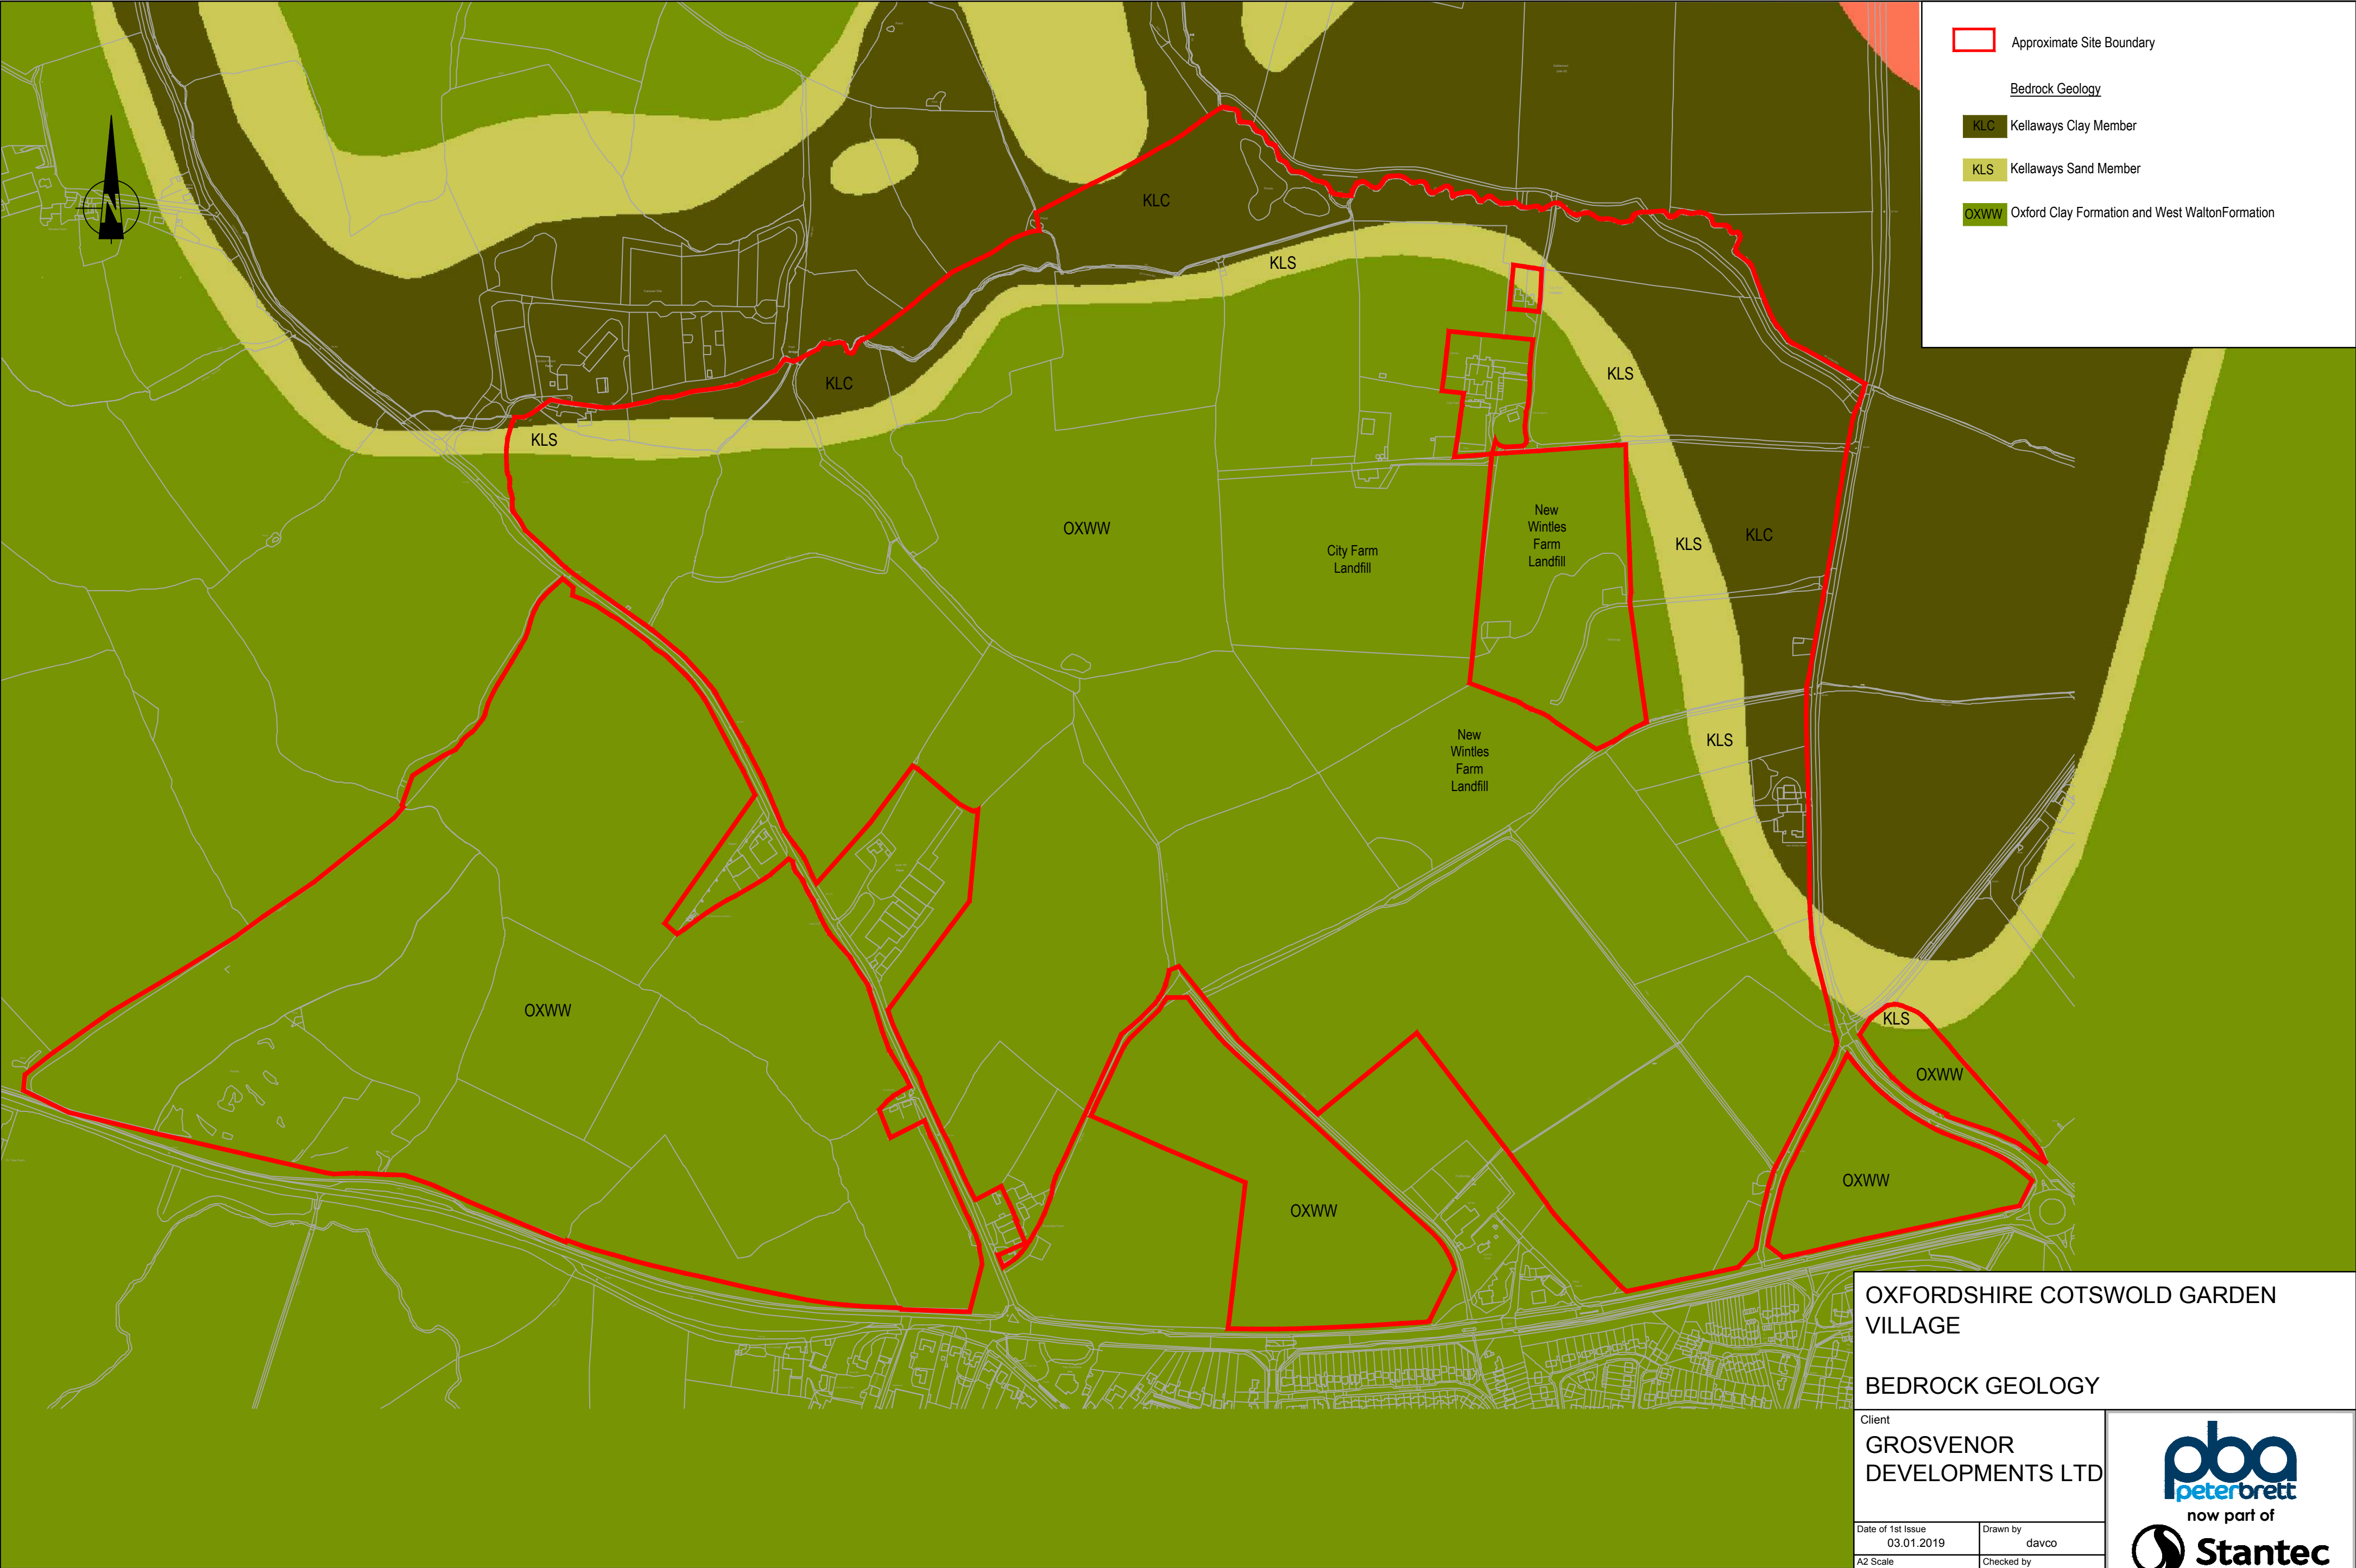 Approximate Site Boundary
Bedrock Geology
KLC Kellaways Clay Member
KLS Kellaways Sand Member
OXWW Oxford Clay Formation and West WaltonFormation
N
KLC
KLS
KLC
KLS
KLS
OXWW
City Farm
Landfill
New
Wintles
Farm
Landfill
KLS
KLC
New
Wintles
Farm
Landfill
KLS
OXWW
KLS
OXWW
OXWW
OXWW
OXFORDSHIRE COTSWOLD GARDEN
VILLAGE
BEDROCK GEOLOGY
Client
GROSVENOR
DEVELOPMENTS LTD
Date of 1st Issue
03.01.2019
Drawn by
davco
A2 Scale
Checked by
pba
peterbrett
now part of
Stantec